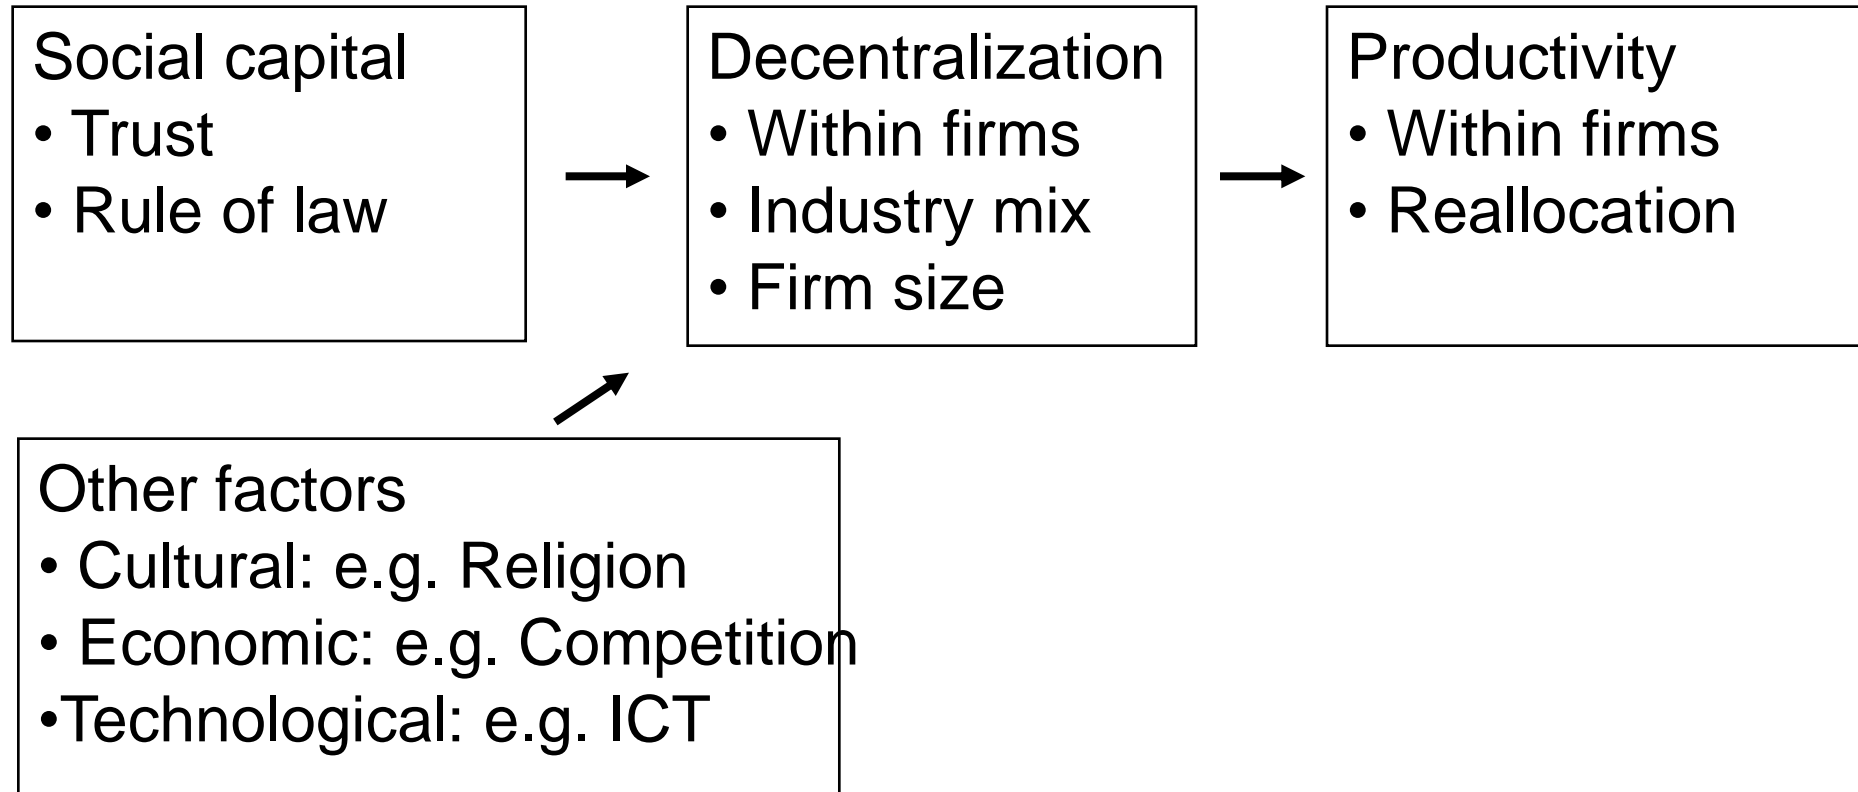 Social capital
• Trust
• Rule of law
Decentralization
• Within firms
• Industry mix
• Firm size
Productivity
• Within firms
• Reallocation
Other factors
• Cultural: e.g. Religion
• Economic: e.g. Competition
•Technological: e.g. ICT